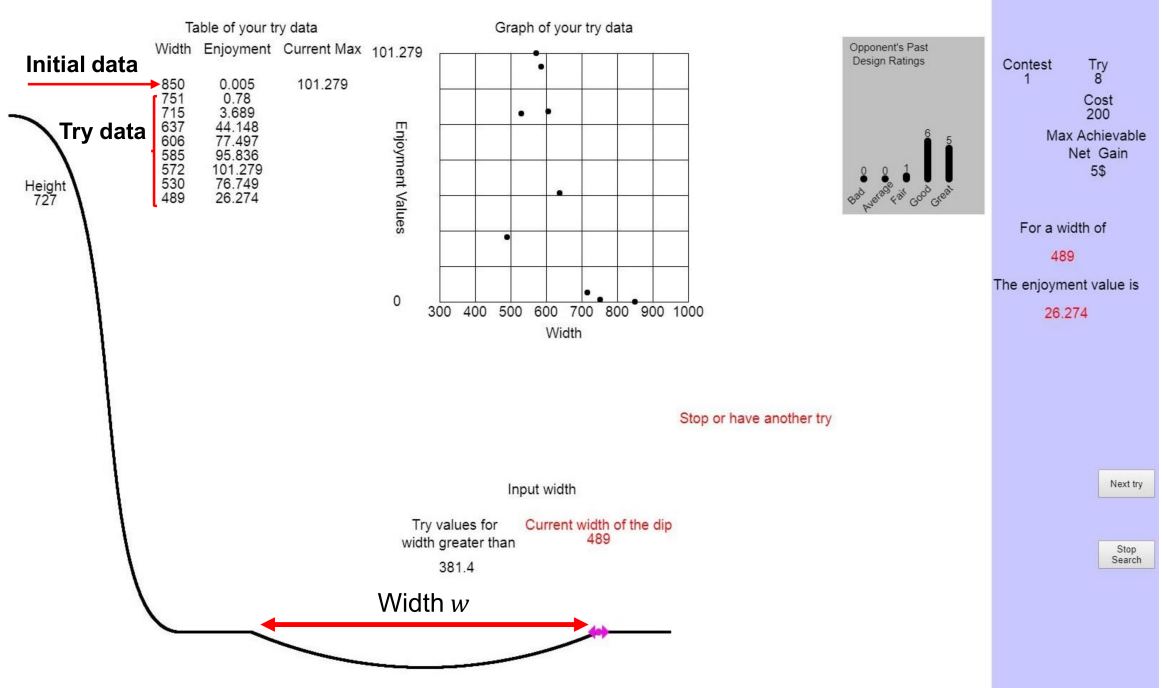 Table of your try data
Width Enjoyment Current Max
Initial data
850 0.005 101.279
Try data
751 0.78
715 3.689
637 44.148
606 77.497
585 95.836
572 101.279
530 76.749
489 26.274
Height
727
Graph of your try data
101.279
Enjoyment Values
0
300 400 500 600 700 800 900 1000
Width
Opponent's Past
Design Ratings
0 0 1 6 5
Bad Average Fair Good Great
Contest Try
1 8
Cost
200
Max Achievable
Net Gain
5$
For a width of
489
The enjoyment value is
26.274
Stop or have another try
Next try
Stop
Search
Input width
Try values for
width greater than
381.4
Current width of the dip
489
Width w